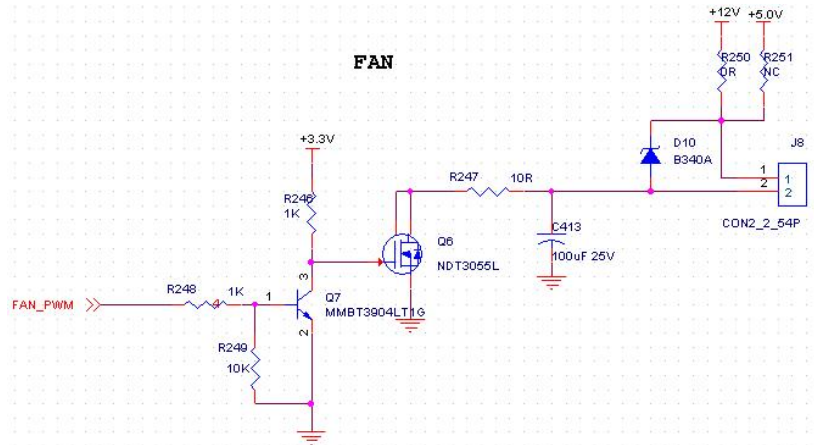 +12V +5.0V
FAN
R250 R251
0R NC
+3.3V
D10 J8
B340A
R247 10R
1 1
2 2
R246
1K
Q6
C413
CON2_2_54P
NDT3055L
100uF 25V
R248 1K
3
FAN_PWM
1
Q7
MMBT3904LT1G
2
R249
10K